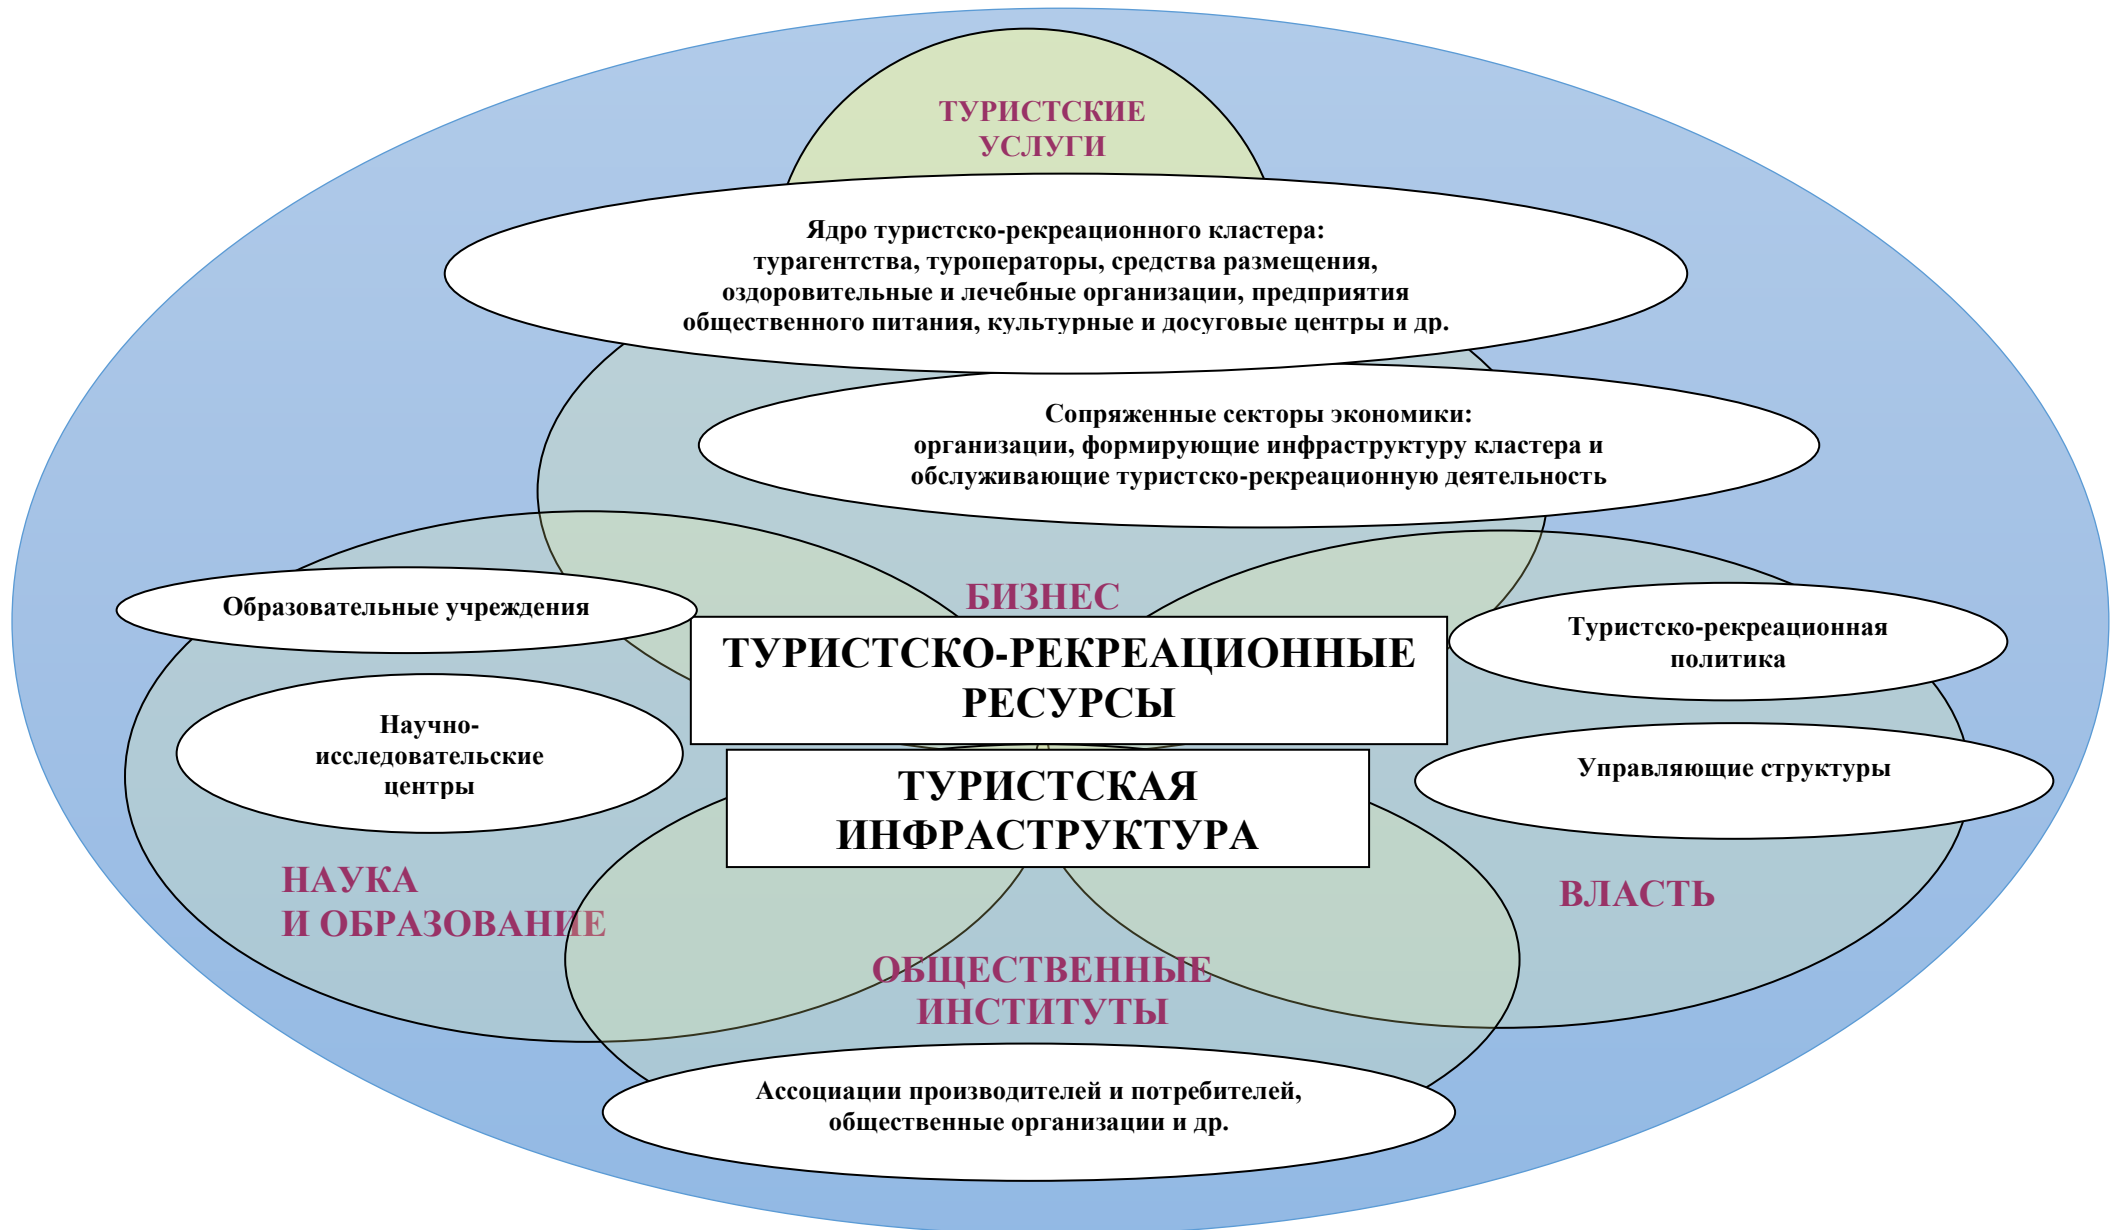 ТУРИСТСКИЕ
УСЛУГИ
Ядро туристско-рекреационного кластера:
турагентства, туроператоры, средства размещения,
оздоровительные и лечебные организации, предприятия
общественного питания, культурные и досуговые центры и др.
Сопряженные секторы экономики:
организации, формирующие инфраструктуру кластера и
обслуживающие туристско-рекреационную деятельность
БИЗНЕС
Образовательные учреждения
Научно-
исследовательские
центры
НАУКА
И ОБРАЗОВАНИЕ
ТУРИСТСКО-РЕКРЕАЦИОННЫЕ
РЕСУРСЫ
ТУРИСТСКАЯ
ИНФРАСТРУКТУРА
Туристско-рекреационная
политика
Управляющие структуры
ВЛАСТЬ
ОБЩЕСТВЕННЫЕ
ИНСТИТУТЫ
Ассоциации производителей и потребителей,
общественные организации и др.